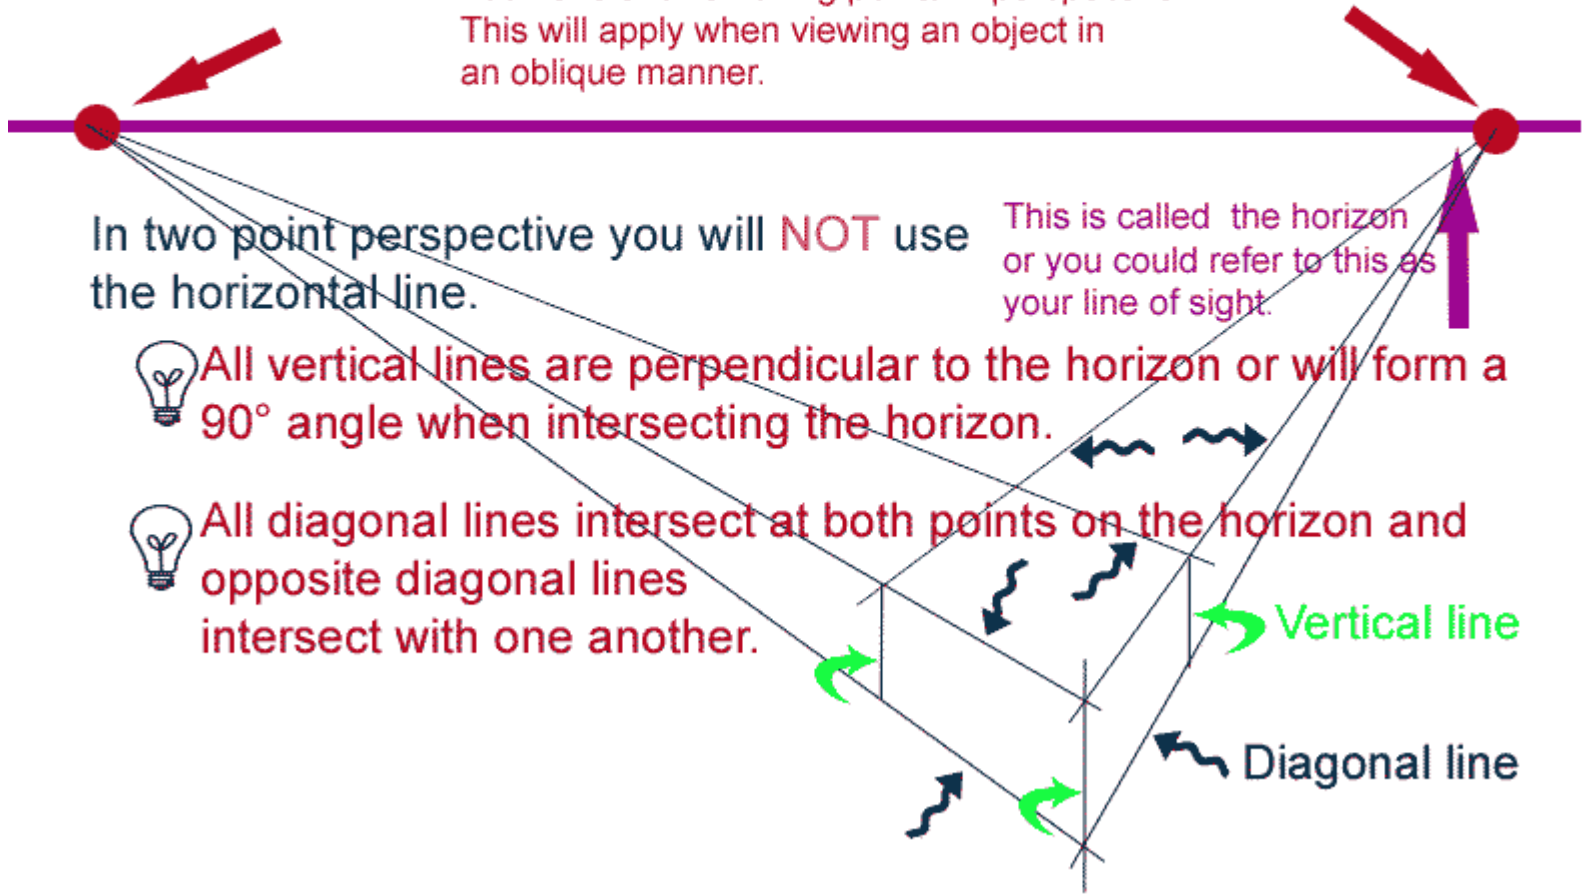 This will apply when viewing an object in
an oblique manner.
In two point perspective you will NOT use
the horizontal line.
This is called the horizon
or you could refer to this as
your line of sight.
All vertical lines are perpendicular to the horizon or will form a
90° angle when intersecting the horizon.
All diagonal lines intersect at both points on the horizon and
opposite diagonal lines
intersect with one another.
Vertical line
Diagonal line